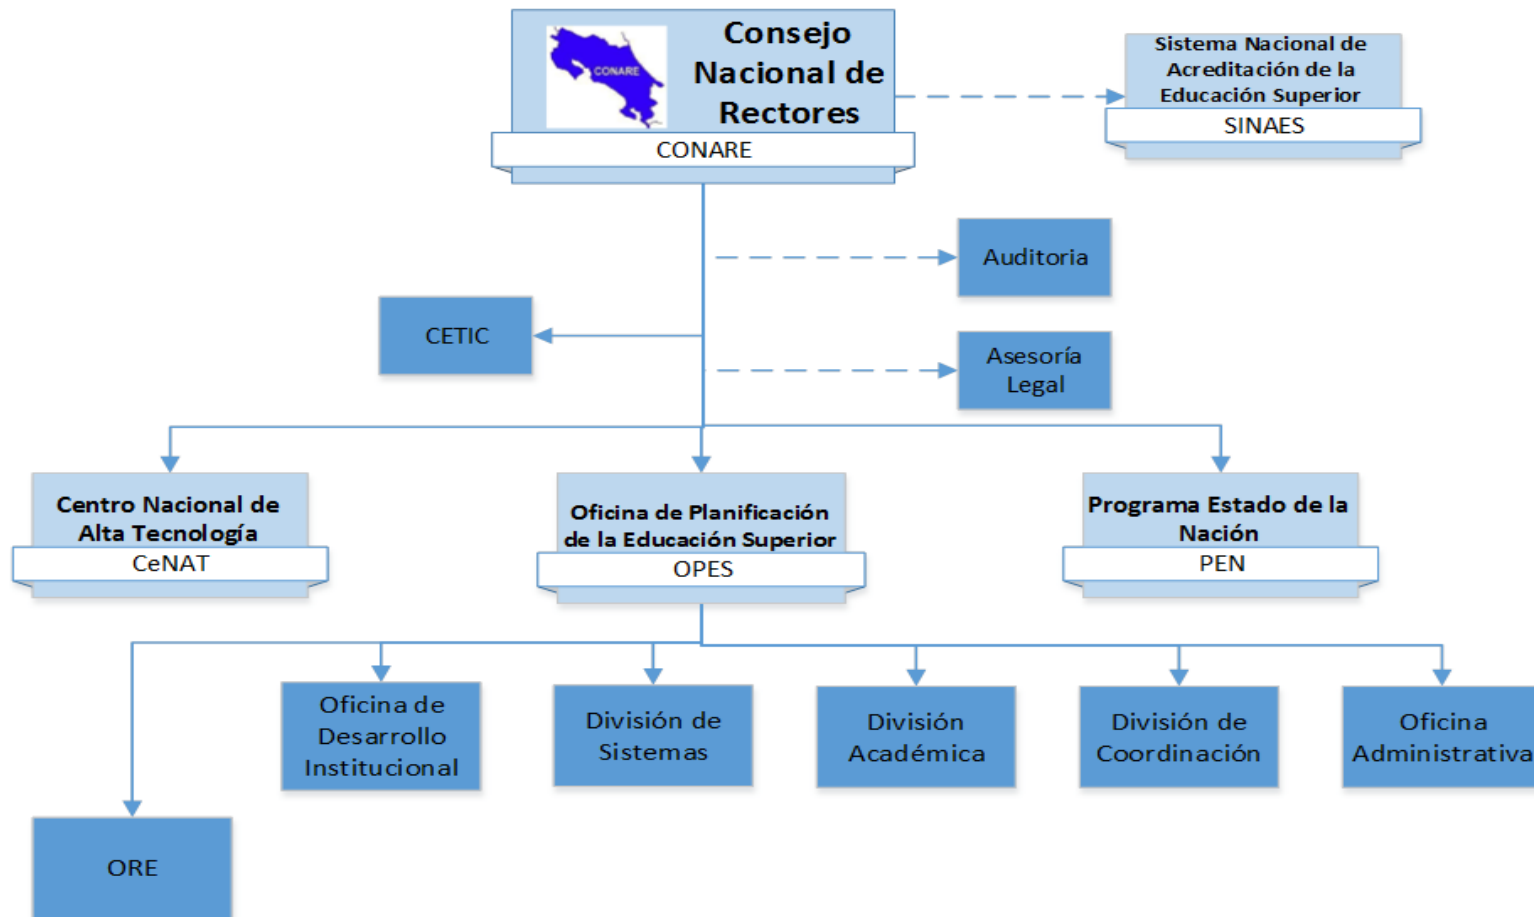 Consejo
Nacional de
Rectores
CONARE
CONARE
Sistema Nacional de
Acreditación de la
Educación Superior
SINAES
Auditoria
CETIC
Asesoría
Legal
Centro Nacional de
Alta Tecnología
CeNAT
Oficina de Planificación
de la Educación Superior
OPES
Programa Estado de la
Nación
PEN
Oficina de
Desarrollo
Institucional
División de
Sistemas
División
Académica
División de
Coordinación
Oficina
Administrativa
ORE